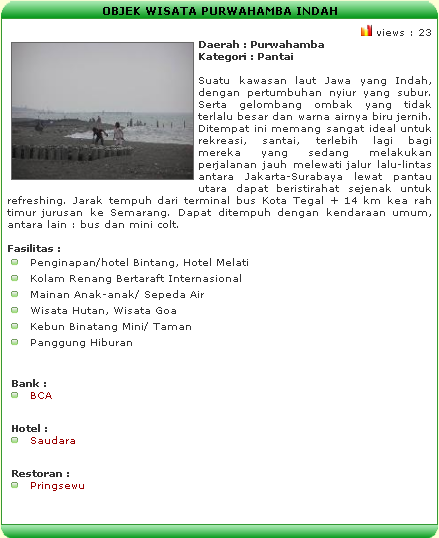 OBJEK WISATA PURWAHAMBA INDAH
views : 23
Daerah : Purwahamba
Kategori : Pantai
Suatu kawasan laut Jawa yang Indah,
dengan pertumbuhan nyiur yang subur.
Serta gelombang ombak yang tidak
terlalu besar dan warna airnya biru jernih.
Ditempat ini memang sangat ideal untuk
rekreasi, santai, terlebih lagi bagi
mereka yang sedang melakukan
perjalanan jauh melewati jalur lalu-lintas
antara Jakarta-Surabaya lewat pantau
utara dapat beristirahat sejenak untuk
refreshing. Jarak tempuh dari terminal bus Kota Tegal + 14 km kea rah
timur jurusan ke Semarang. Dapat ditempuh dengan kendaraan umum,
antara lain : bus dan mini colt.
Fasilitas :
Penginapan/hotel Bintang, Hotel Melati
Kolam Renang Bertaraft Internasional
Mainan Anak-anak/ Sepeda Air
Wisata Hutan, Wisata Goa
Kebun Binatang Mini/ Taman
Panggung Hiburan
Bank :
BCA
Hotel :
Saudara
Restoran :
Pringsewu